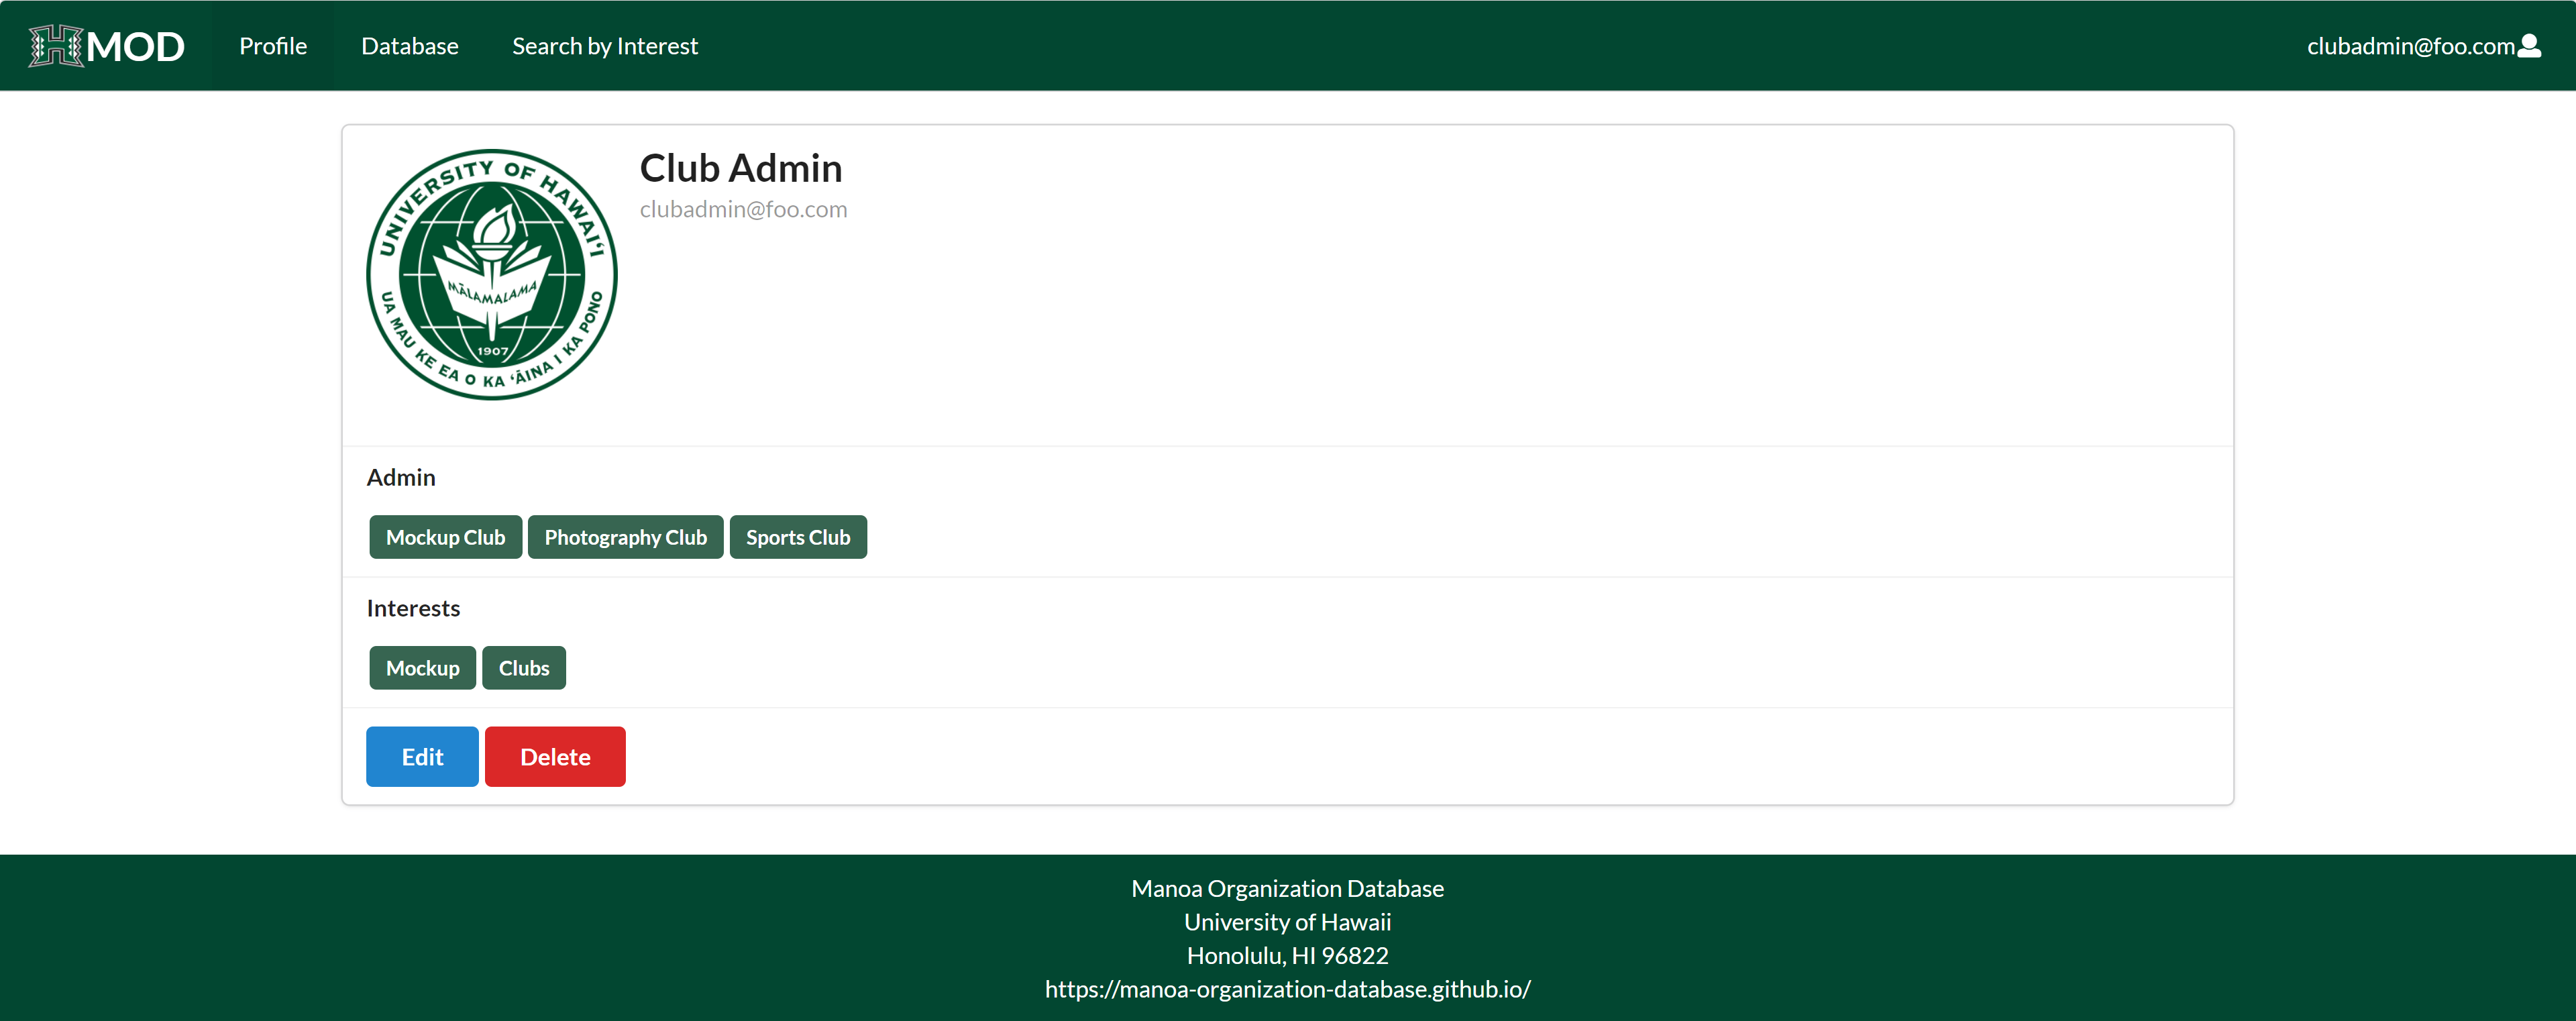 MOD Profile Database Search by Interest clubadmin@foo.com
UNIVERSITY OF HAWAIʻI
MĀLAMALAMA
1907
UA MAU KE EA O KA ʻĀINA I KA PONO
Club Admin
clubadmin@foo.com
Admin
Mockup Club Photography Club Sports Club
Interests
Mockup Clubs
Edit Delete
Manoa Organization Database
University of Hawaii
Honolulu, HI 96822
https://manoa-organization-database.github.io/